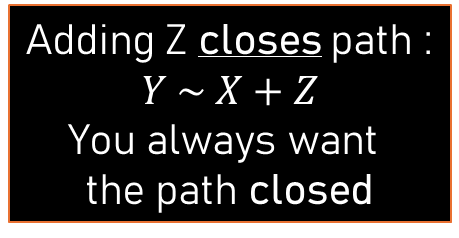 Adding Z closes path :
Y ~ X + Z
You always want
the path closed